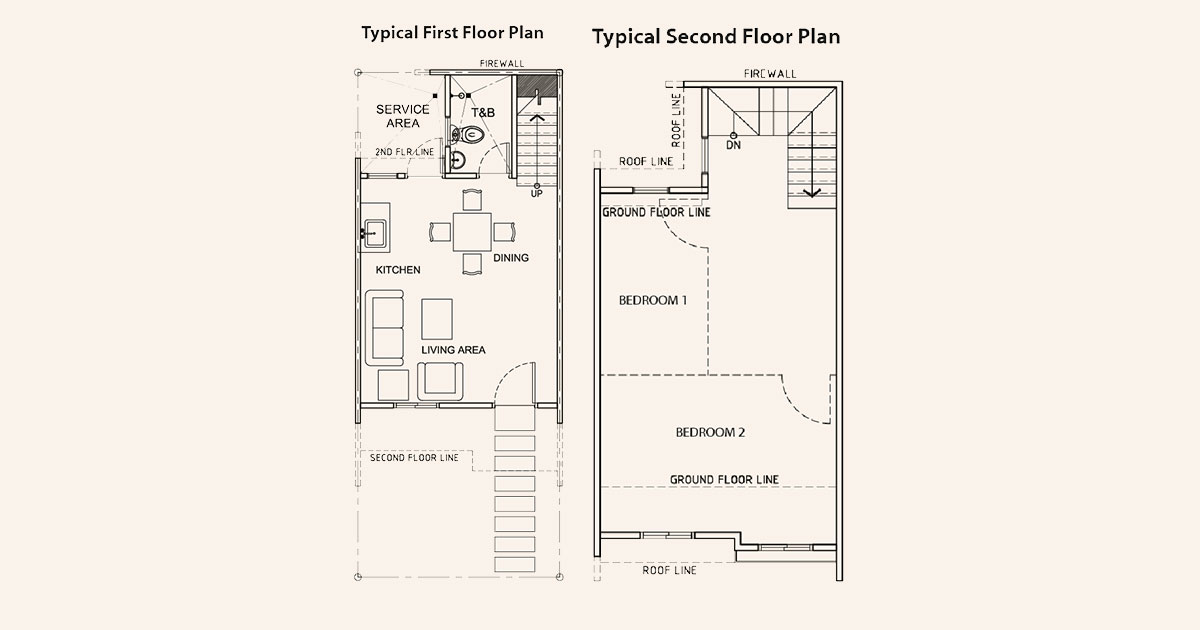 Typical First Floor Plan
FIREWALL
SERVICE
AREA
T&B
2ND FLR LINE
UP
DINING
KITCHEN
LIVING AREA
SECOND FLOOR LINE
Typical Second Floor Plan
FIREWALL
ROOF LINE
DN
ROOF LINE
GROUND FLOOR LINE
BEDROOM 1
BEDROOM 2
GROUND FLOOR LINE
ROOF LINE